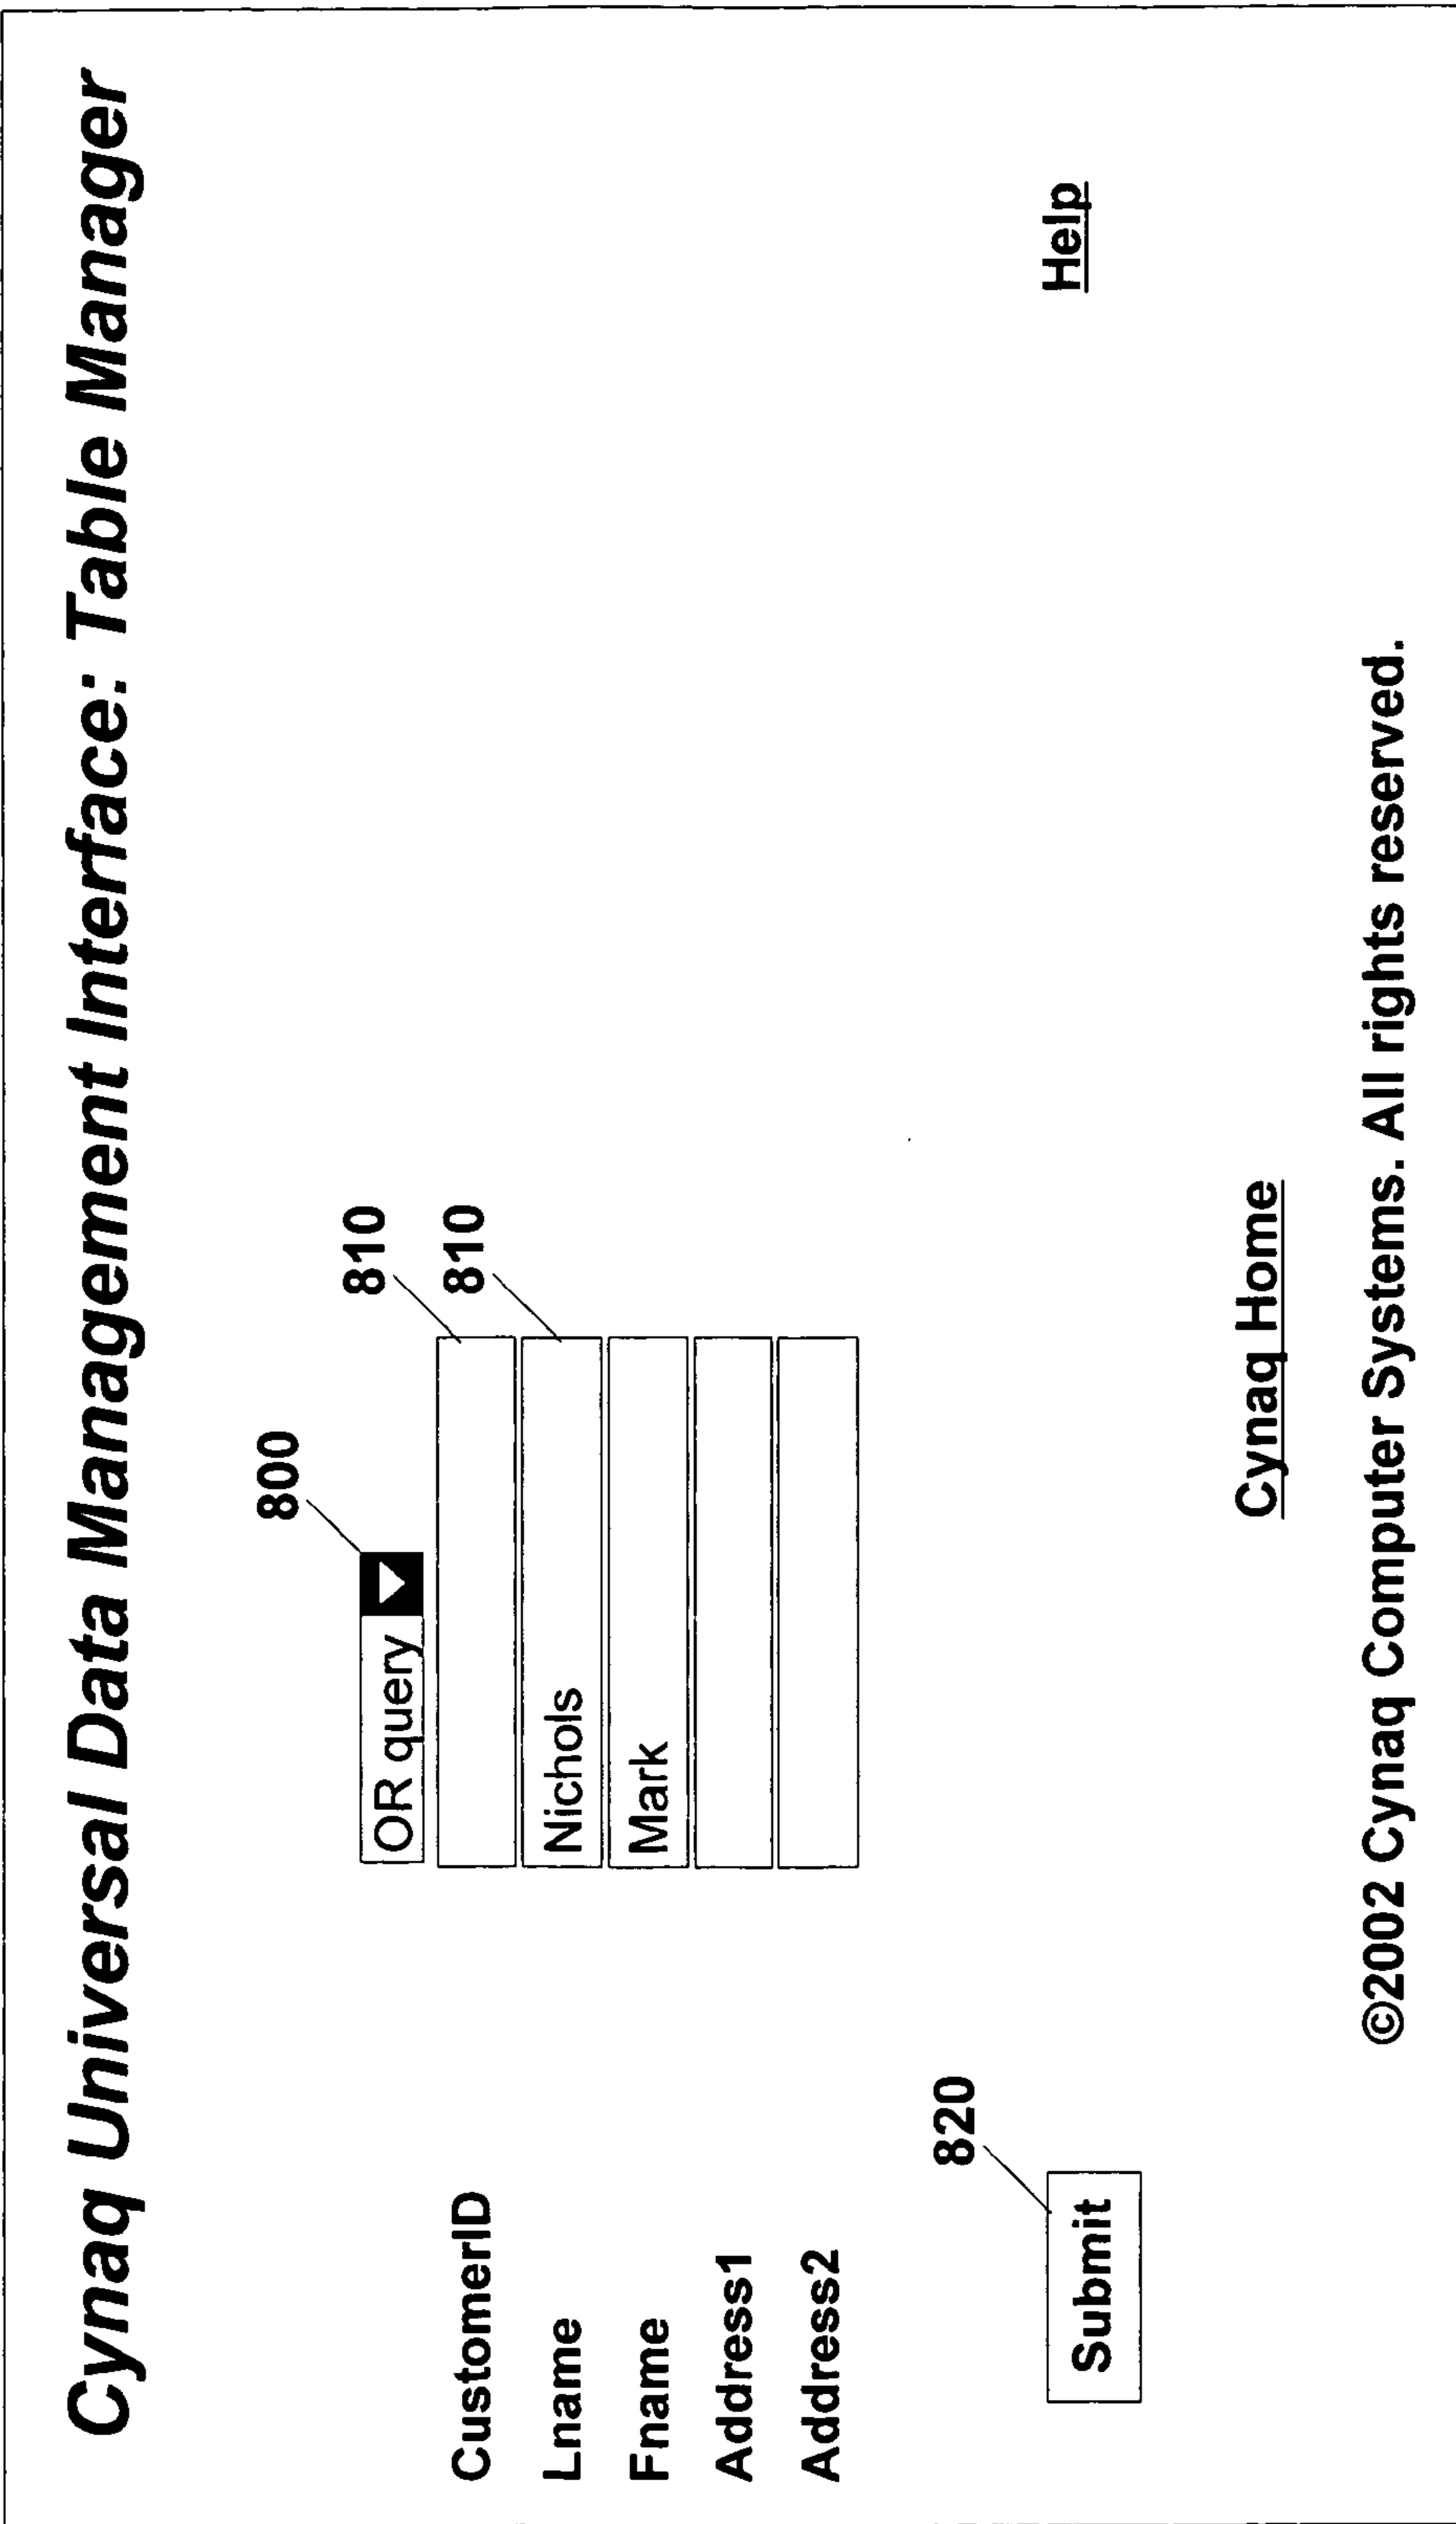 Cynaq Universal Data Management Interface: Table Manager
800
OR query
810
CustomerID
810
Lname Nichols
Fname Mark
Address1
Address2
820
Submit Help
Cynaq Home
©2002 Cynaq Computer Systems. All rights reserved.